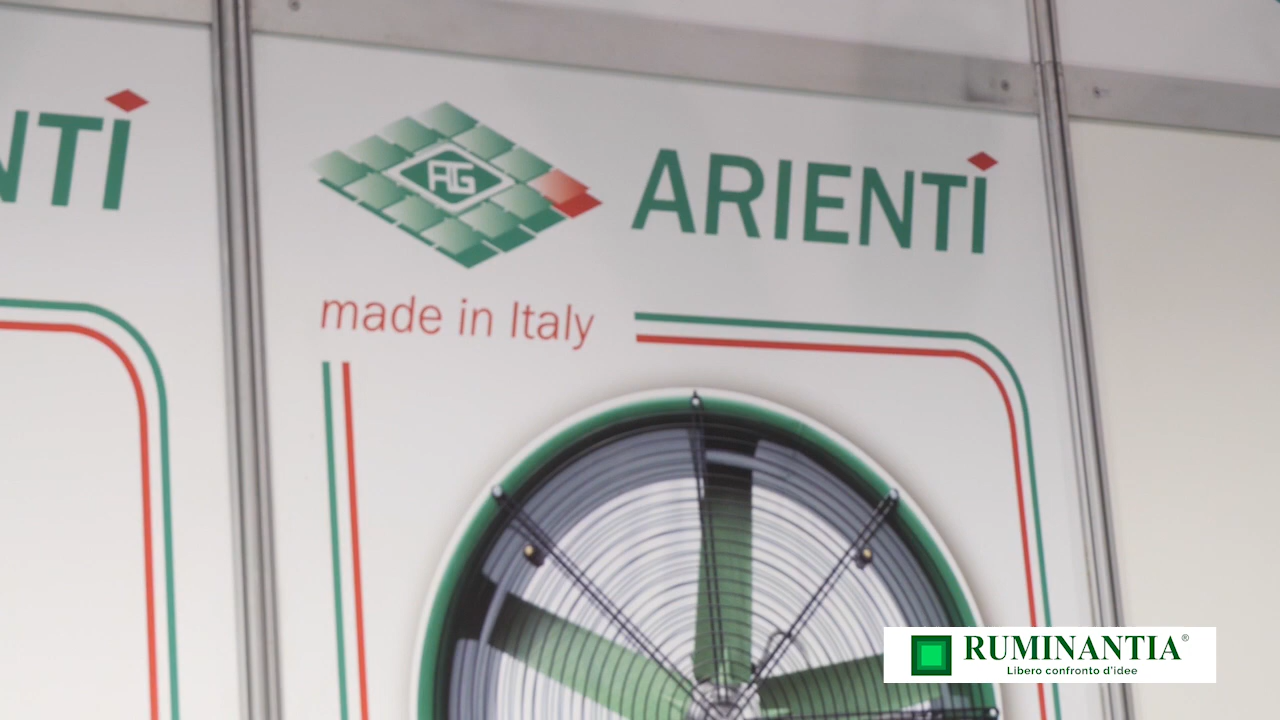 NTI
AG
ARIENTI
made in Italy
RUMINANTIA®
Libero confronto d'idee